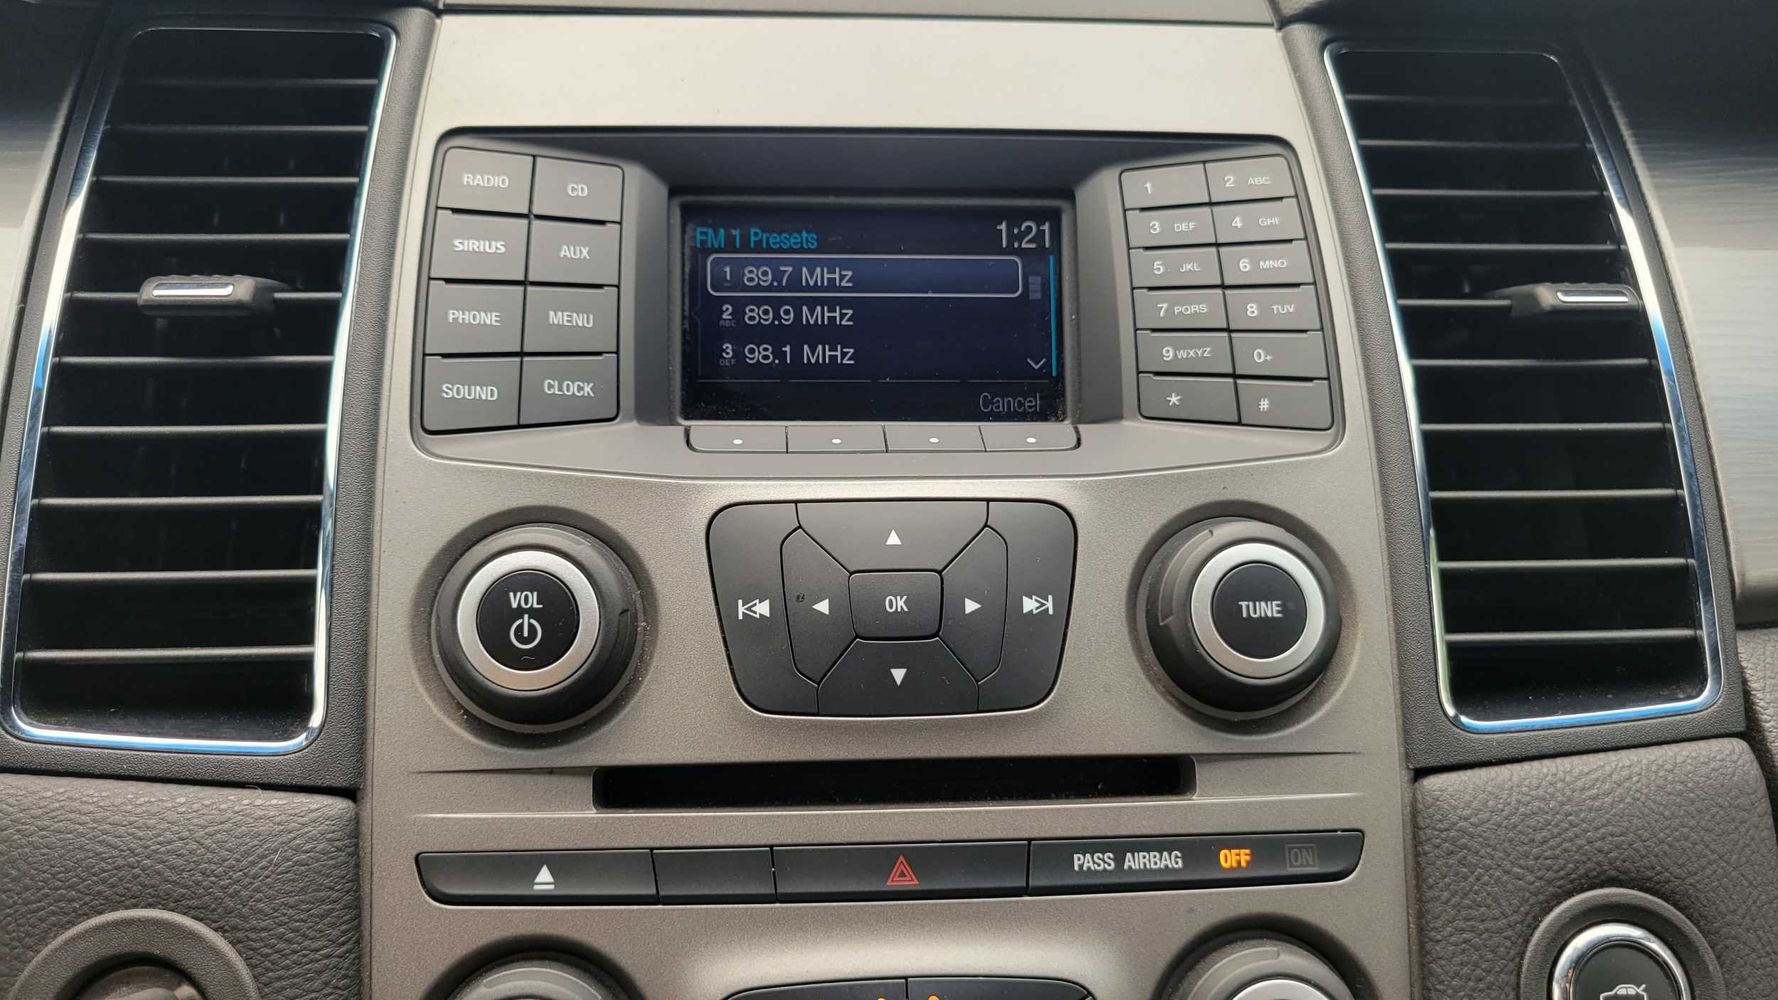 RADIO
CD
SIRIUS
AUX
PHONE
MENU
SOUND
CLOCK
FM 1 Presets 1:21
1 89.7 MHz
2 ABC 89.9 MHz
3 DEF 98.1 MHz
Cancel
1
2 ABC
3 DEF
4 GHI
5 JKL
6 MNO
7 PQRS
8 TUV
9 WXYZ
0+
*
#
VOL
OK
TUNE
PASS AIRBAG OFF ON